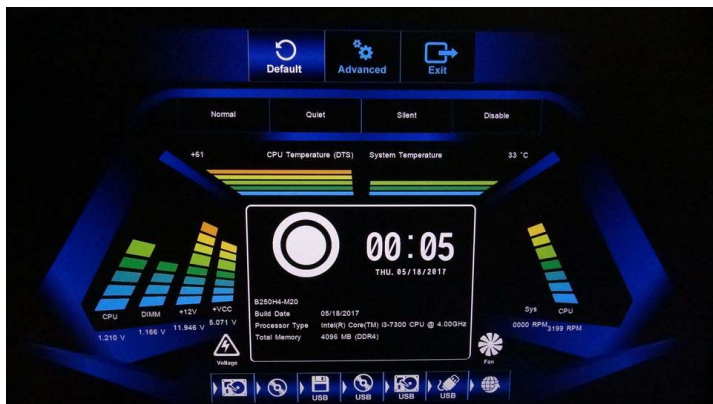 Default
Advanced
Exit
Normal
Quiet
Silent
Disable
+61
CPU Temperature (DTS)
System Temperature
33 °C
00:05
THU. 05/18/2017
B250H4-M20
Build Date 05/18/2017
Processor Type Intel(R) Core(TM) i3-7300 CPU @ 4.00GHz
Total Memory 4096 MB (DDR4)
CPU
1.210 V
DIMM
1.166 V
+12V
11.946 V
+VCC
5.071 V
Voltage
Sys
0000 RPM
CPU
3199 RPM
Fan
USB
USB
USB
USB